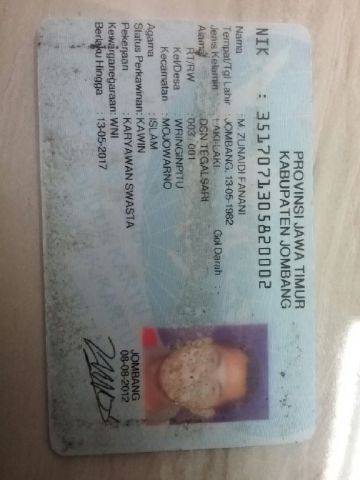 PROVINSI JAWA TIMUR
KABUPATEN JOMBANG
NIK : 3517071305820002
Nama : M. ZUNAIDI FANANI
Tempat/Tgl Lahir : JOMBANG, 13-05-1982
Jenis Kelamin : LAKI-LAKI Gol Darah : -
Alamat : DSN TEGALSARI
RT/RW : 003 / 001
Kel/Desa : WRINGINPITU
Kecamatan : MOJOWARNO
Agama : ISLAM
Status Perkawinan: KAWIN
Pekerjaan : KARYAWAN SWASTA
Kewarganegaraan: WNI
Berlaku Hingga : 13-05-2017
JOMBANG
08-08-2012